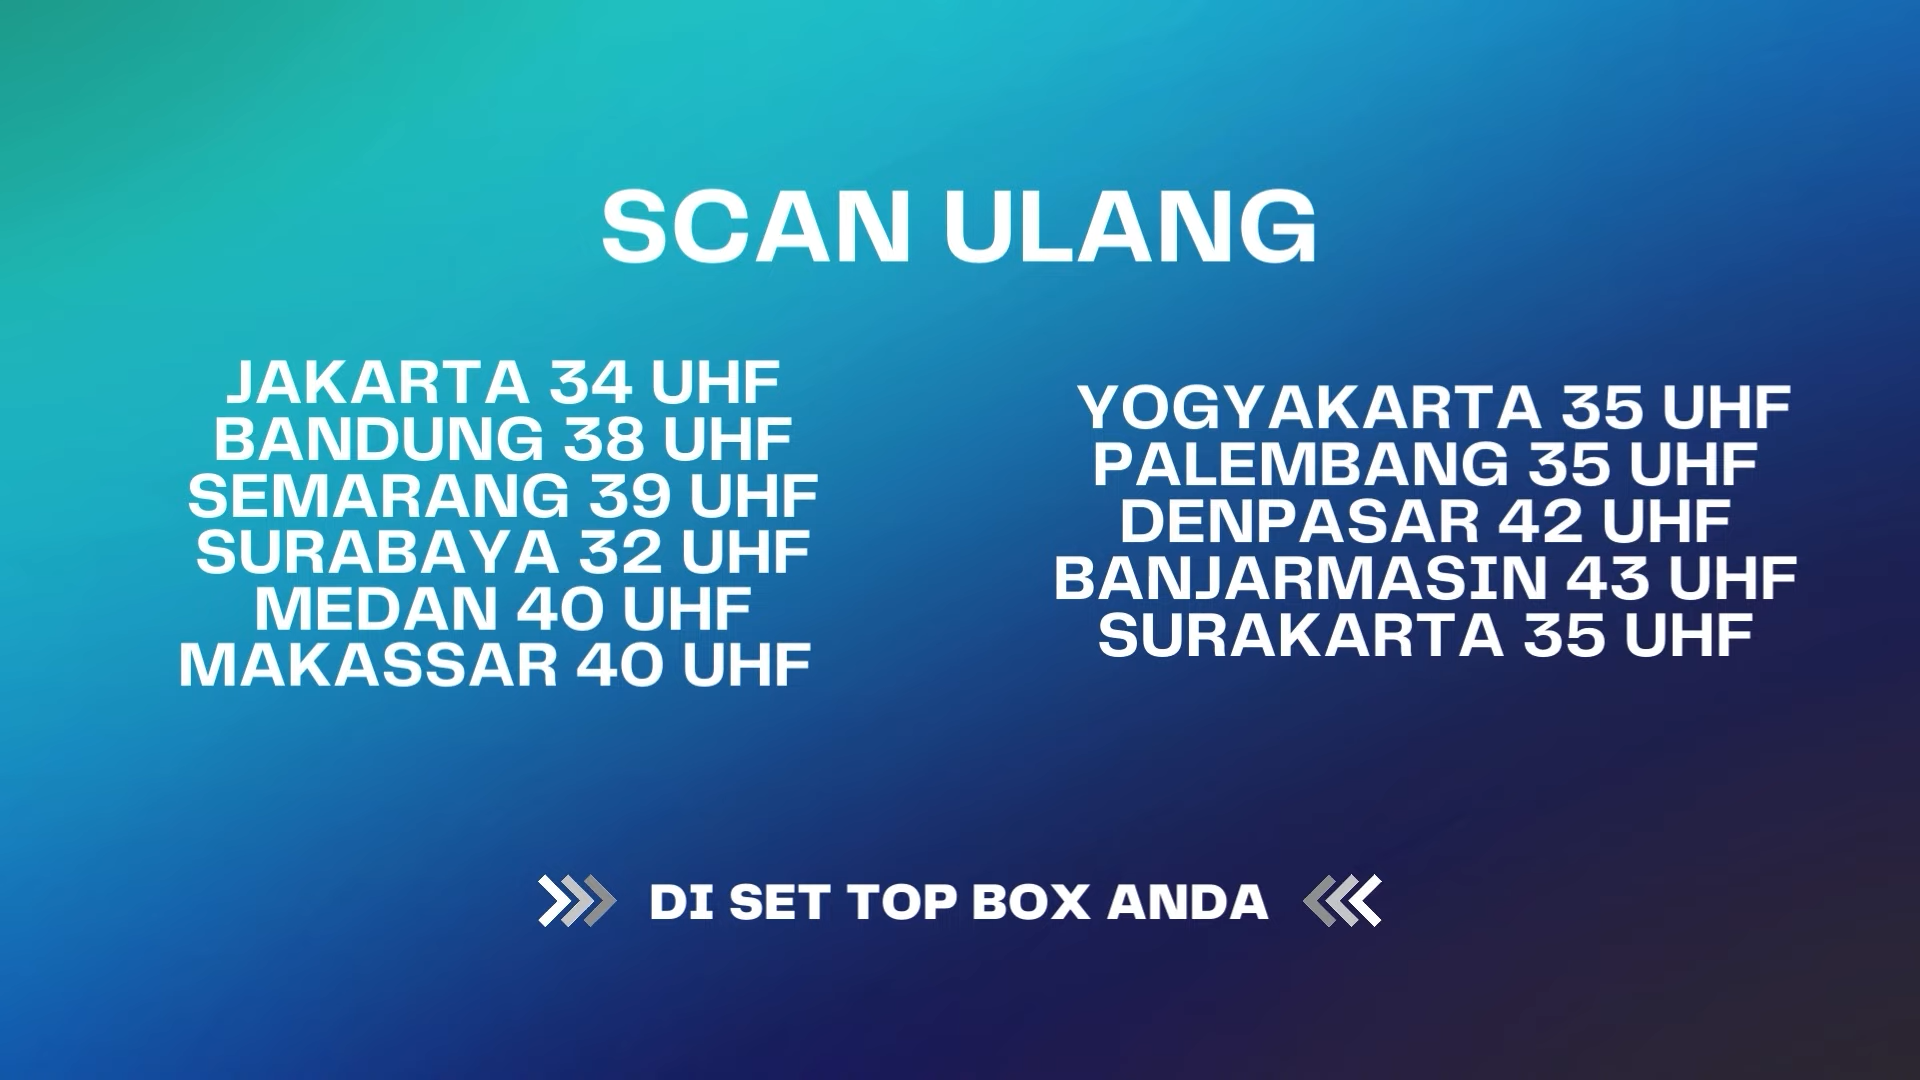 SCAN ULANG
JAKARTA 34 UHF
BANDUNG 38 UHF
SEMARANG 39 UHF
SURABAYA 32 UHF
MEDAN 40 UHF
MAKASSAR 40 UHF
YOGYAKARTA 35 UHF
PALEMBANG 35 UHF
DENPASAR 42 UHF
BANJARMASIN 43 UHF
SURAKARTA 35 UHF
DI SET TOP BOX ANDA